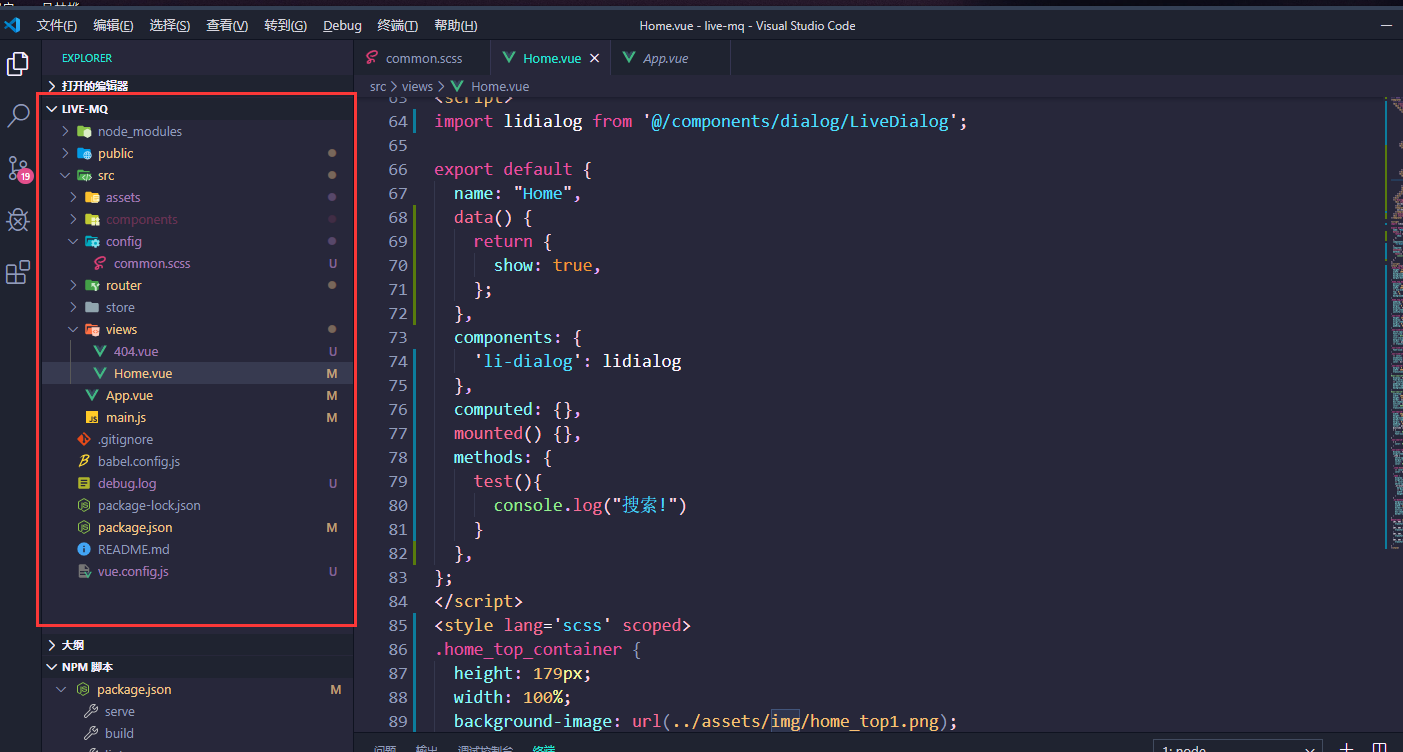 文件(F) 编辑(E) 选择(S) 查看(V) 转到(G) Debug 终端(T) 帮助(H) Home.vue - live-mq - Visual Studio Code
EXPLORER
打开的编辑器
LIVE-MQ
node_modules
public
src
assets
components
config
common.scss U
router
store
views
404.vue U
Home.vue M
App.vue M
JS main.js M
.gitignore
babel.config.js
debug.log U
package-lock.json
package.json M
README.md
vue.config.js U
大纲
NPM 脚本
package.json M
serve
build
19
common.scss Home.vue App.vue
src views Home.vue
63 <script>
64 import lidialog from '@/components/dialog/LiveDialog';
65
66 export default {
67 name: "Home",
68 data() {
69 return {
70 show: true,
71 };
72 },
73 components: {
74 'li-dialog': lidialog
75 },
76 computed: {},
77 mounted() {},
78 methods: {
79 test(){
80 console.log("搜索!")
81 }
82 },
83 };
84 </script>
85 <style lang='scss' scoped>
86 .home_top_container {
87 height: 179px;
88 width: 100%;
89 background-image: url(../assets/img/home_top1.png);
问题 输出 调试控制台 终端 1: node